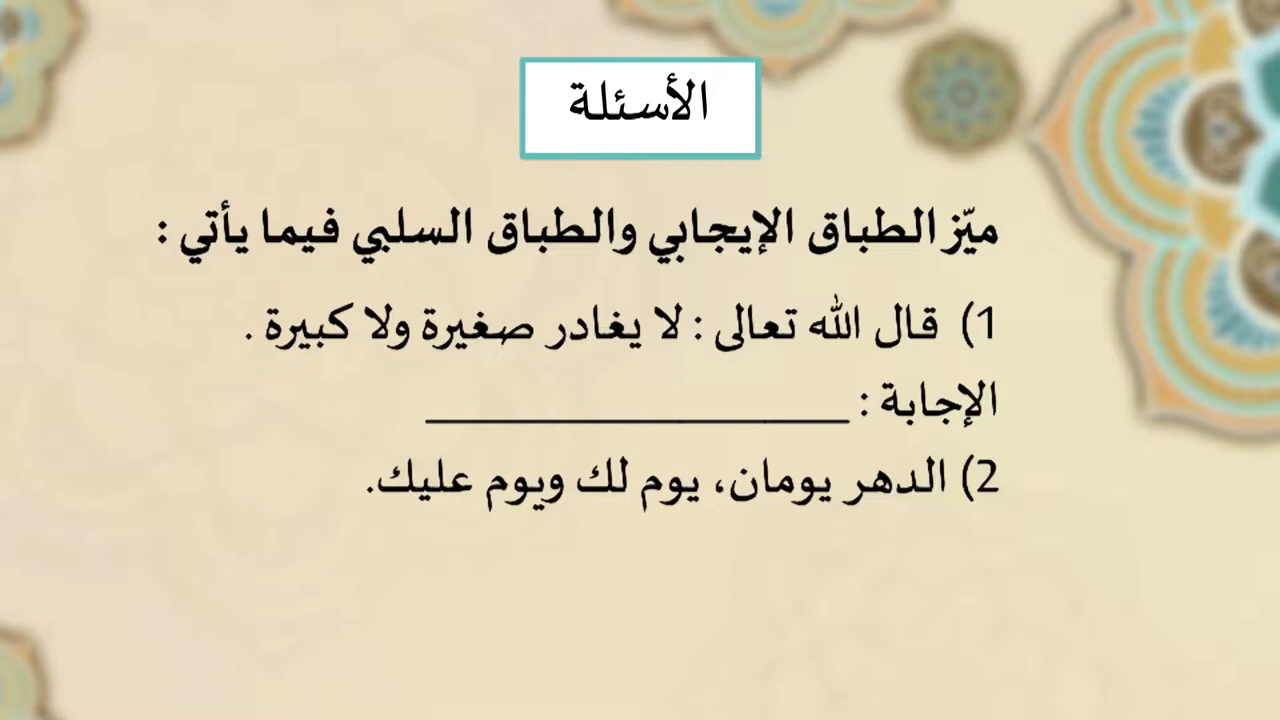 الأسئلة
ميّز الطباق الإيجابي والطباق السلبي فيما يأتي :
1) قال الله تعالى : لا يغادر صغيرة ولا كبيرة .
الإجابة : ____________________
2) الدهر يومان، يوم لك ويوم عليك.